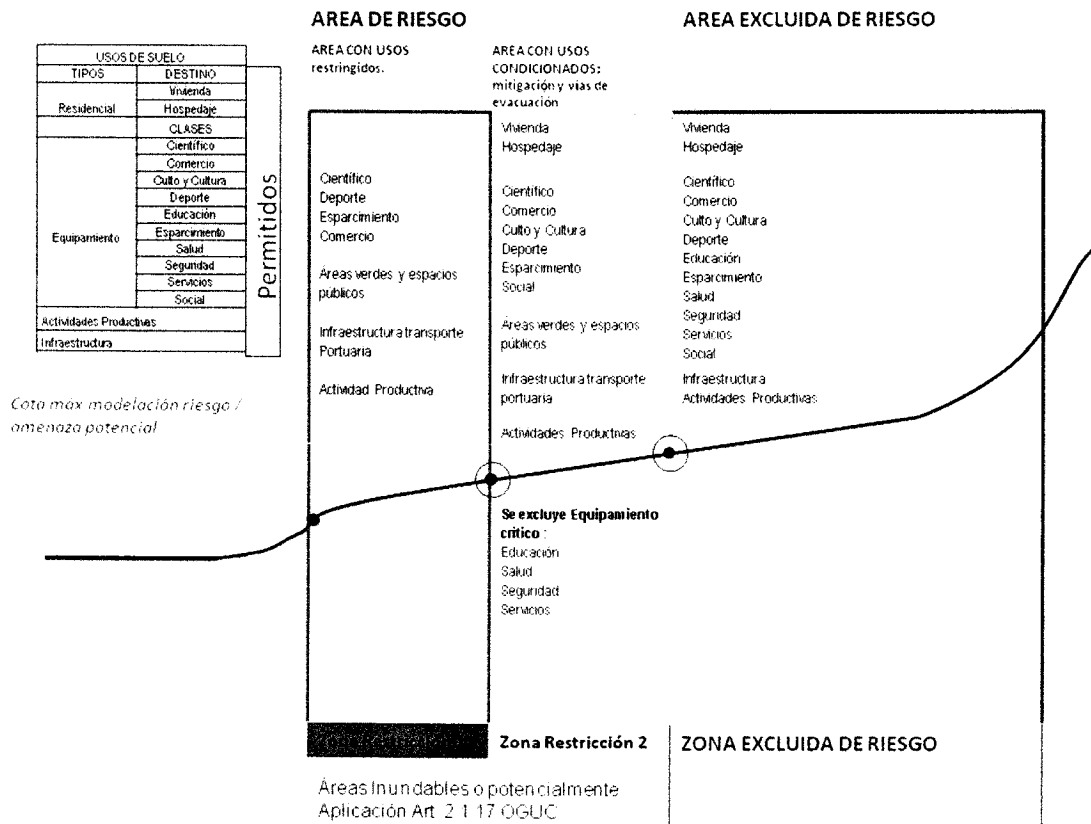 AREA DE RIESGO
AREA EXCLUIDA DE RIESGO
AREA CON USOS
restringidos.
AREA CON USOS
CONDICIONADOS:
mitigación y vias de
evacuación
USOS DE SUELO
TIPOS
DESTINO
Residencial
Vivienda
Hospedaje
CLASES
Equipamiento
Científico
Comercio
Culto y Cultura
Deporte
Educación
Esparcimiento
Salud
Seguridad
Servicios
Social
Actividades Productivas
Infraestructura
Permitidos
Cota máx modelación riesgo /
amenaza potencial
Científico
Deporte
Esparcimiento
Comercio
Áreas verdes y espacios
públicos
Infraestructura transporte
Portuaria
Actividad Productiva
Vivienda
Hospedaje
Científico
Comercio
Culto y Cultura
Deporte
Esparcimiento
Social
Áreas verdes y espacios
públicos
Infraestructura transporte
portuaria
Actividades Productivas
Se excluye Equipamiento
crítico :
Educación
Salud
Seguridad
Servicios
Vivienda
Hospedaje
Científico
Comercio
Culto y Cultura
Deporte
Educación
Esparcimiento
Salud
Seguridad
Servicios
Social
Infraestructura
Actividades Productivas
Zona Restricción 2
ZONA EXCLUIDA DE RIESGO
Áreas Inundables o potencialmente
Aplicación Art 2 1 17 OGUC